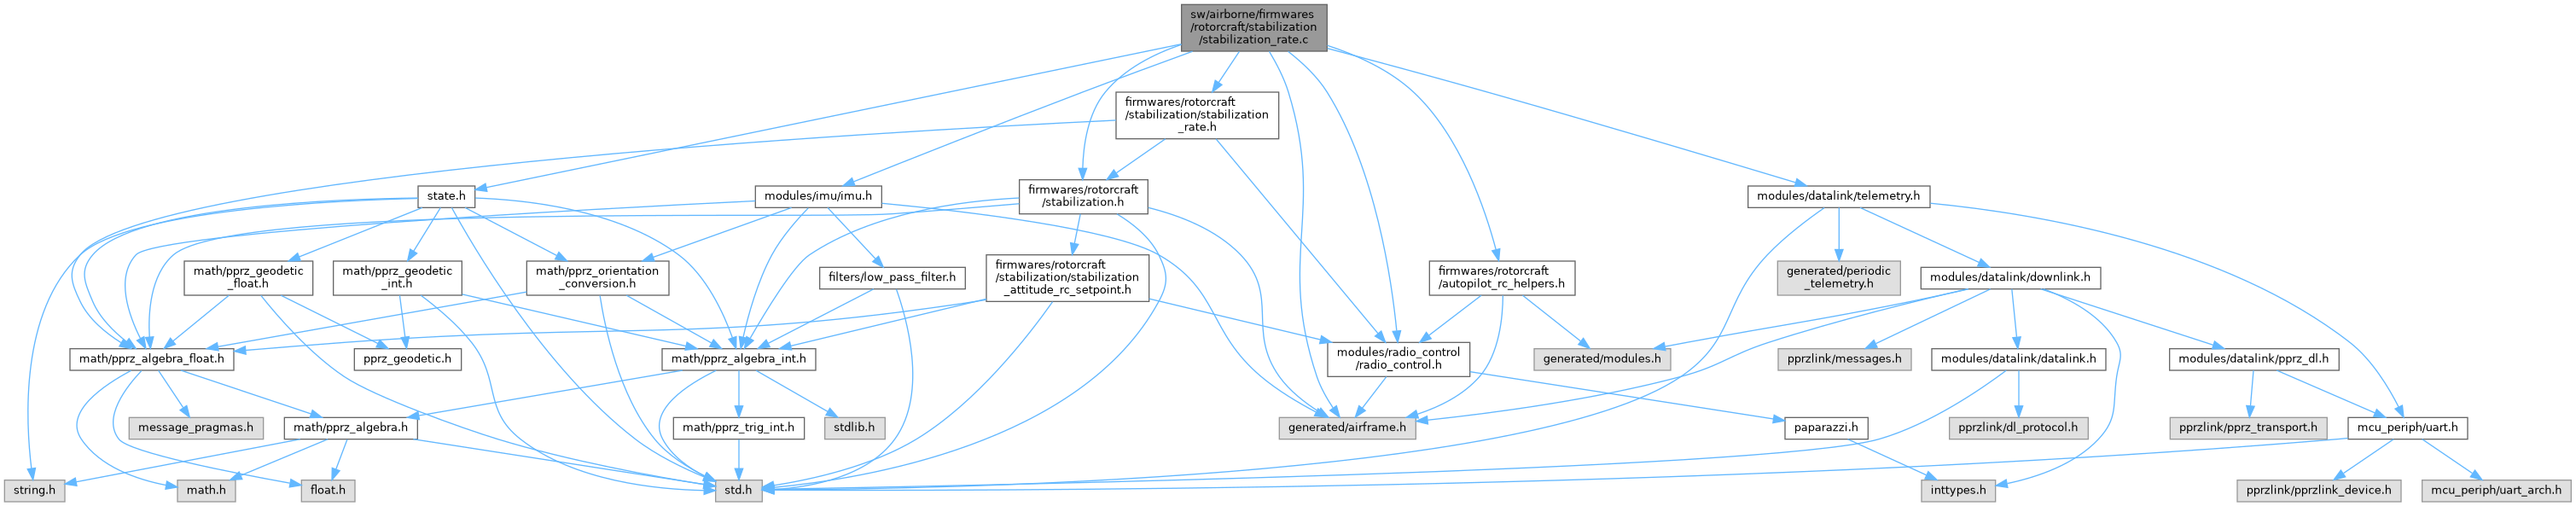 sw/airborne/firmwares
/rotorcraft/stabilization
/stabilization_rate.c
firmwares/rotorcraft
/stabilization/stabilization
_rate.h
state.h
modules/imu/imu.h
firmwares/rotorcraft
/stabilization.h
modules/datalink/telemetry.h
math/pprz_geodetic
_float.h
math/pprz_geodetic
_int.h
math/pprz_orientation
_conversion.h
filters/low_pass_filter.h
firmwares/rotorcraft
/stabilization/stabilization
_attitude_rc_setpoint.h
firmwares/rotorcraft
/autopilot_rc_helpers.h
generated/periodic
_telemetry.h
modules/datalink/downlink.h
math/pprz_algebra_float.h
pprz_geodetic.h
math/pprz_algebra_int.h
modules/radio_control
/radio_control.h
generated/modules.h
pprzlink/messages.h
modules/datalink/datalink.h
modules/datalink/pprz_dl.h
message_pragmas.h
math/pprz_algebra.h
math/pprz_trig_int.h
stdlib.h
generated/airframe.h
paparazzi.h
pprzlink/dl_protocol.h
pprzlink/pprz_transport.h
mcu_periph/uart.h
string.h
math.h
float.h
std.h
inttypes.h
pprzlink/pprzlink_device.h
mcu_periph/uart_arch.h